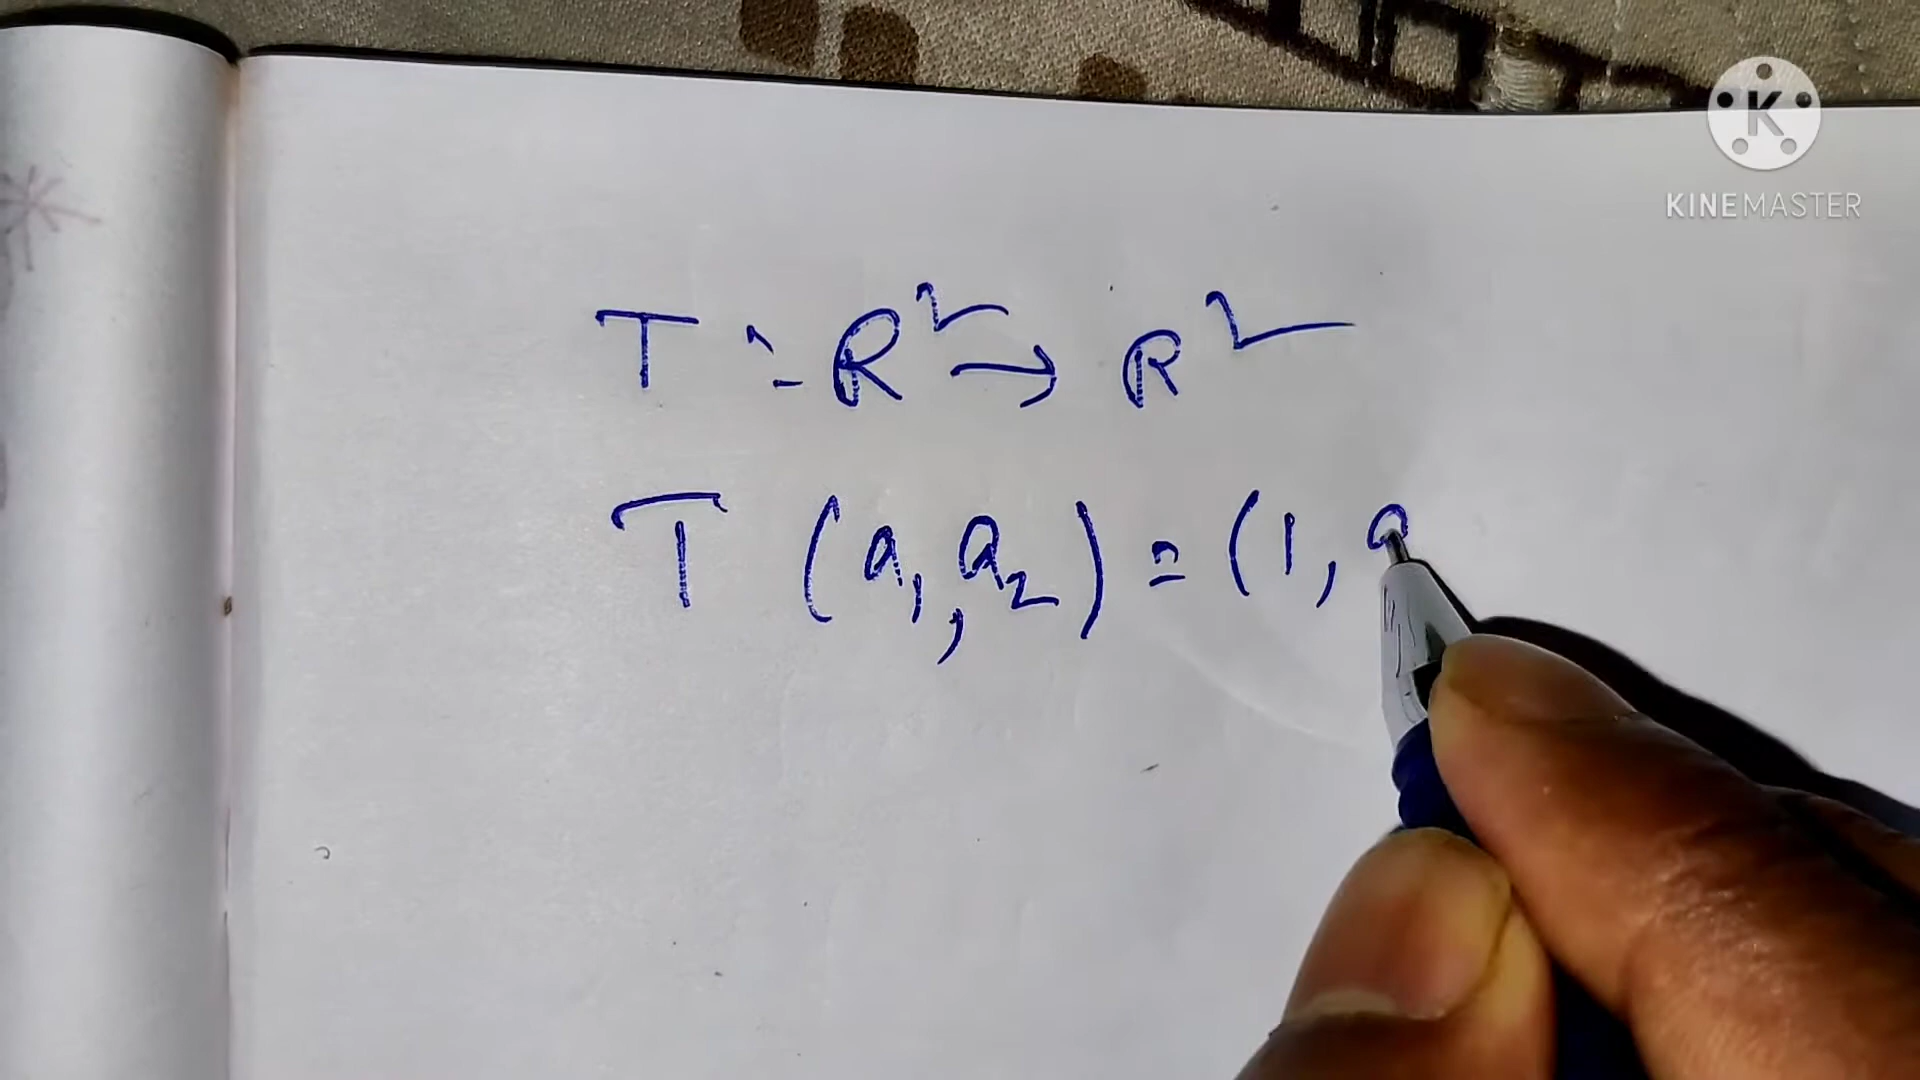 K
KINEMASTER
T : R² → R²
T (a₁, a₂) = (1, a